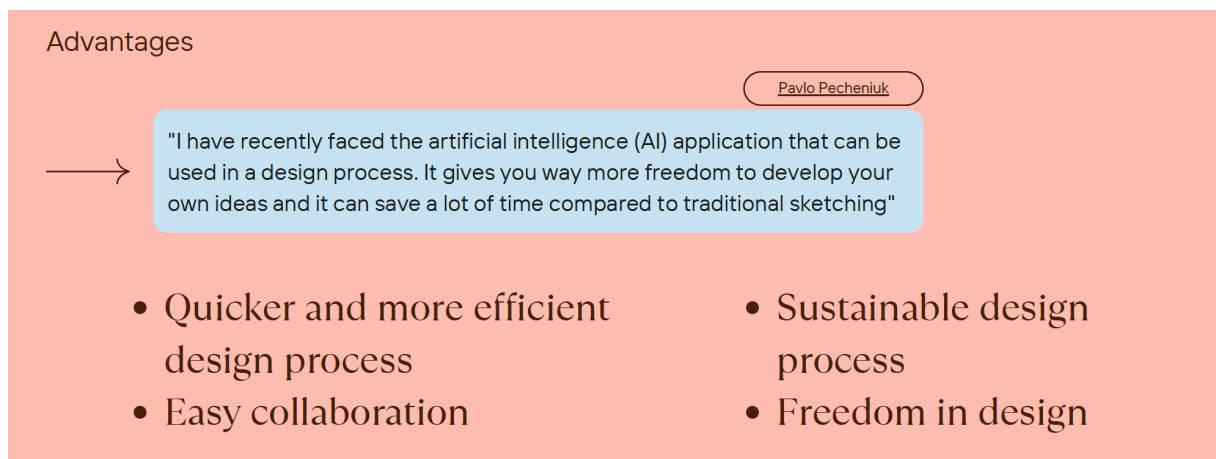 Advantages
Pavlo Pecheniuk
"I have recently faced the artificial intelligence (AI) application that can be
used in a design process. It gives you way more freedom to develop your
own ideas and it can save a lot of time compared to traditional sketching"
• Quicker and more efficient
design process
• Easy collaboration
• Sustainable design
process
• Freedom in design